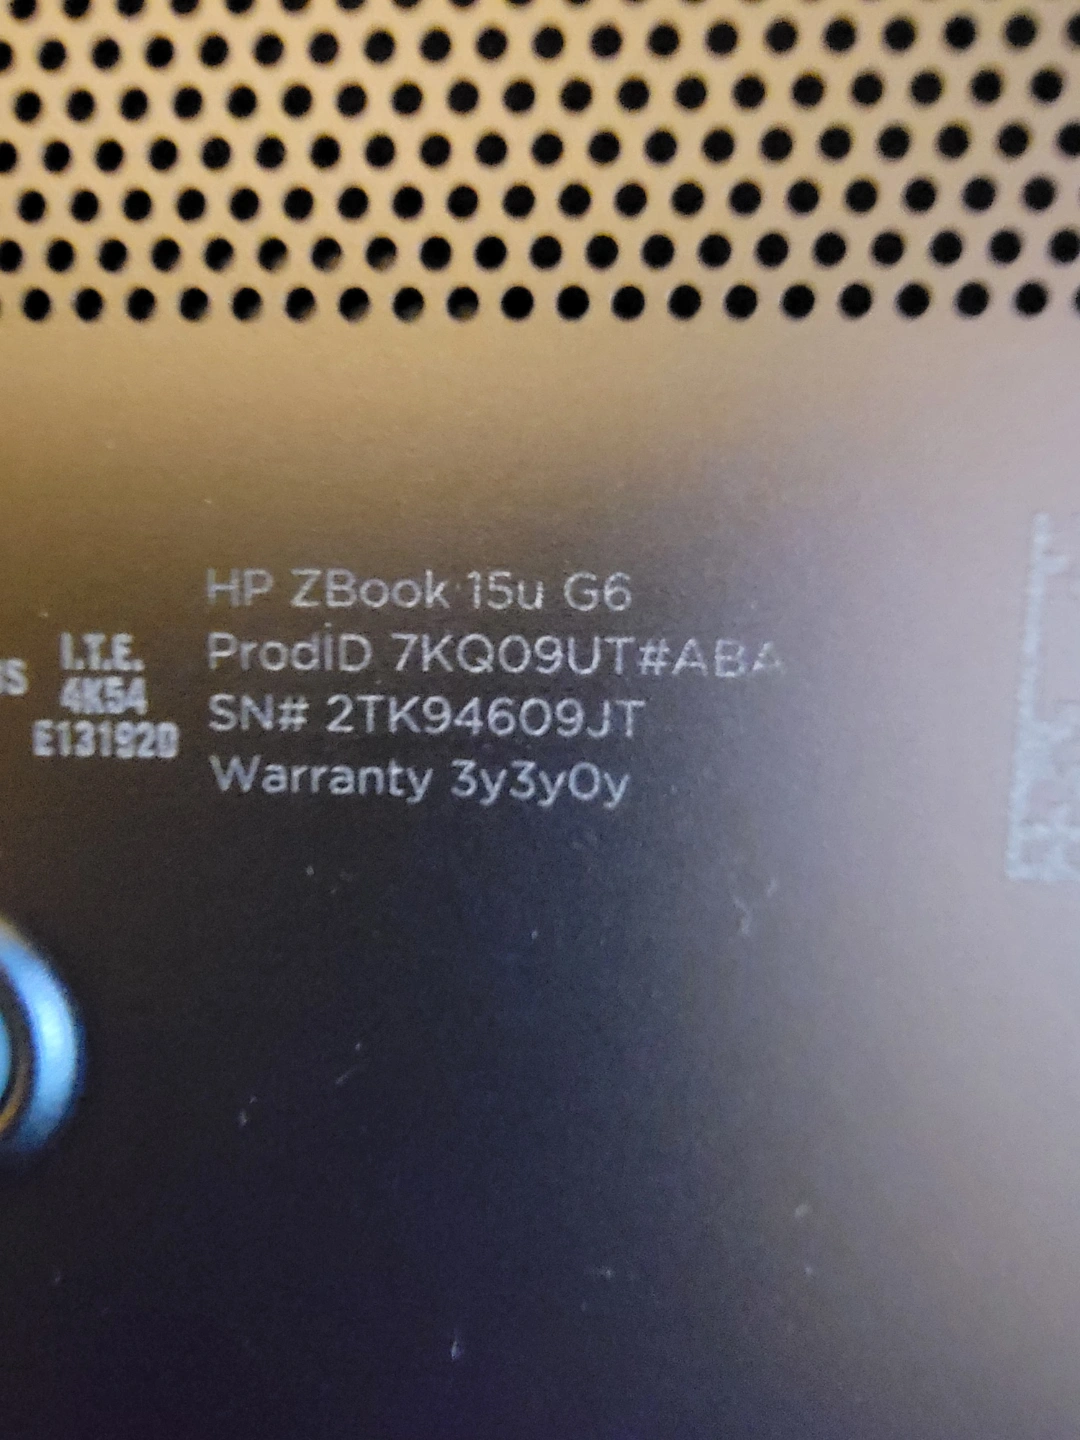 HP ZBook 15u G6
ProdID 7KQ09UT#ABA
SN# 2TK94609JT
Warranty 3y3y0y
I.T.E.
4K54
E131920